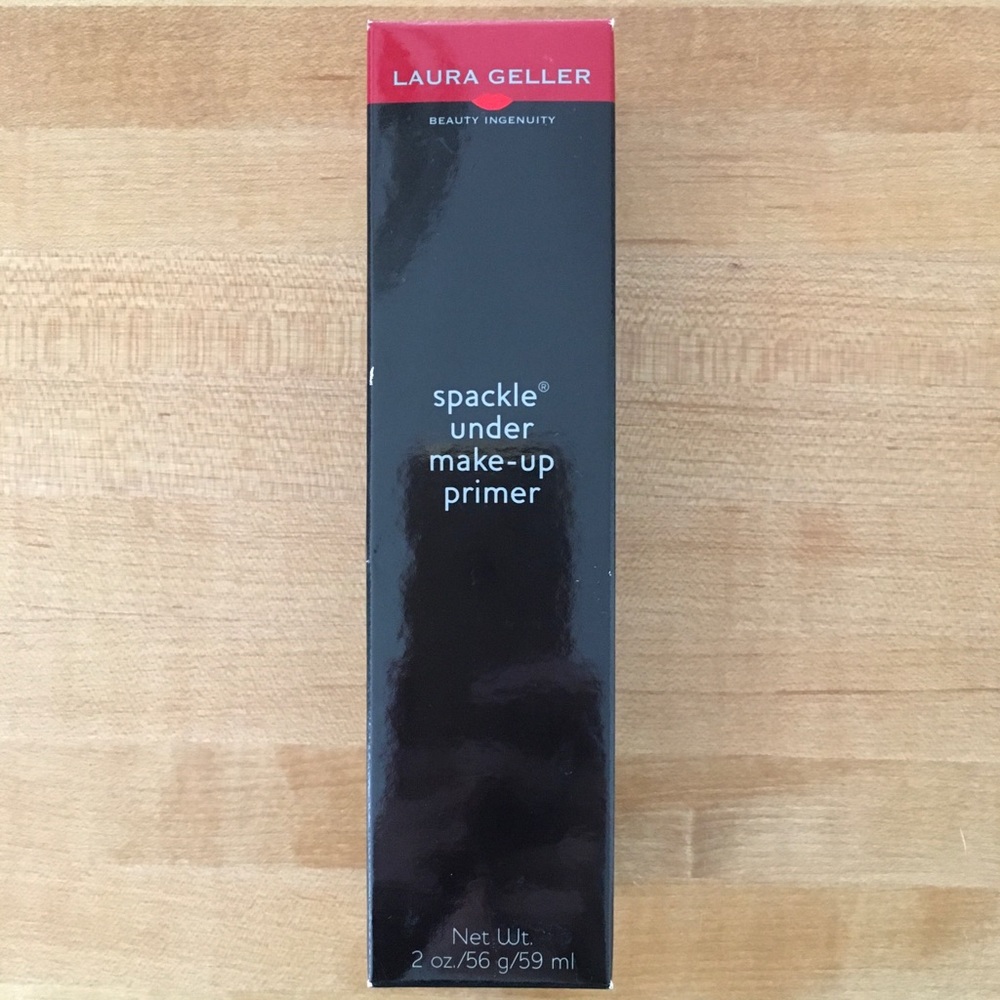 LAURA GELLER
BEAUTY INGENUITY
spackle®
under
make-up
primer
Net Wt.
2 oz./56 g/59 ml